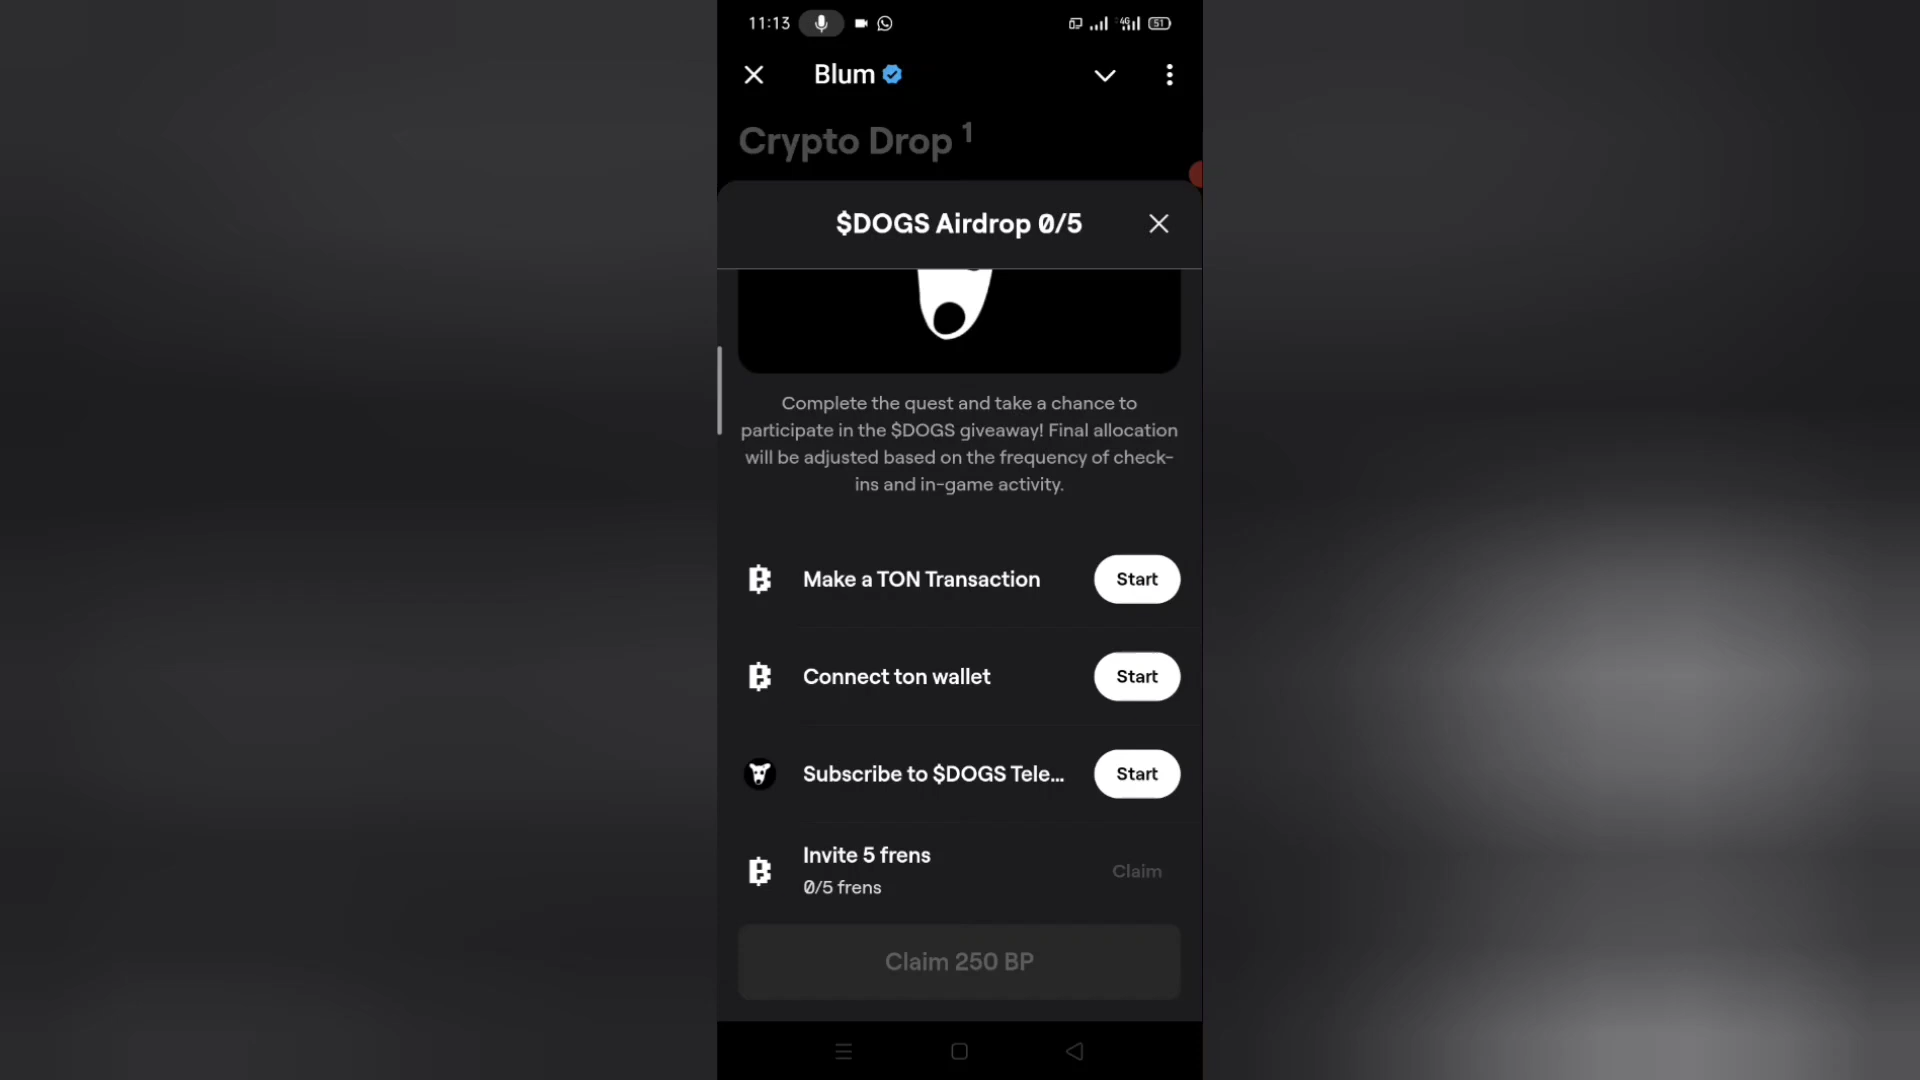 11:13
4G
51
Blum
Crypto Drop 1
$DOGS Airdrop 0/5
Complete the quest and take a chance to
participate in the $DOGS giveaway! Final allocation
will be adjusted based on the frequency of check-
ins and in-game activity.
Make a TON Transaction
Start
Connect ton wallet
Start
Subscribe to $DOGS Tele...
Start
Invite 5 frens
0/5 frens
Claim
Claim 250 BP